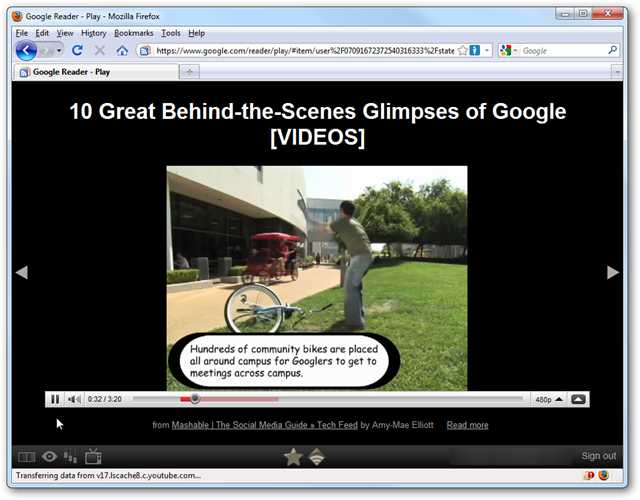 Google Reader - Play - Mozilla Firefox
File Edit View History Bookmarks Tools Help
https://www.google.com/reader/play/#item/user%2F07091672372540316333%2Fstate
Google
Google Reader - Play
10 Great Behind-the-Scenes Glimpses of Google
[VIDEOS]
Hundreds of community bikes are placed
all around campus for Googlers to get to
meetings across campus.
0:32 / 3:20
480p
from Mashable | The Social Media Guide » Tech Feed by Amy-Mae Elliott Read more
Sign out
Transferring data from v17.lscache8.c.youtube.com...